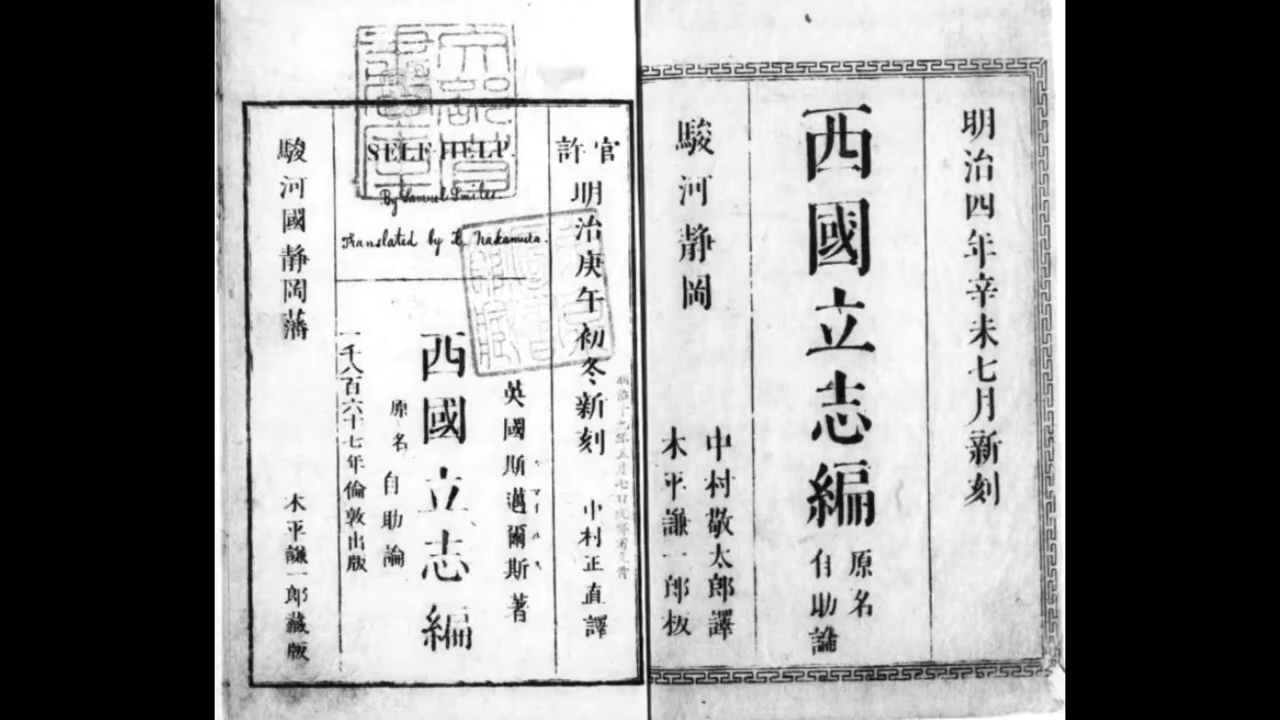 明治四年辛未七月新刻
西國立志編
原名
自助論
駿河靜岡
中村敬太郎譯
木平謙一郎板
官許
明治庚午初冬新刻
中村正直譯
SELF HELP.
By Samuel Smiles.
Translated by K. Nakamura.
英國斯邁爾斯著
スマイルス
西國立志編
原名
自助論
一千八百六十七年倫敦出版
駿河國靜岡藩
木平謙一郎藏版